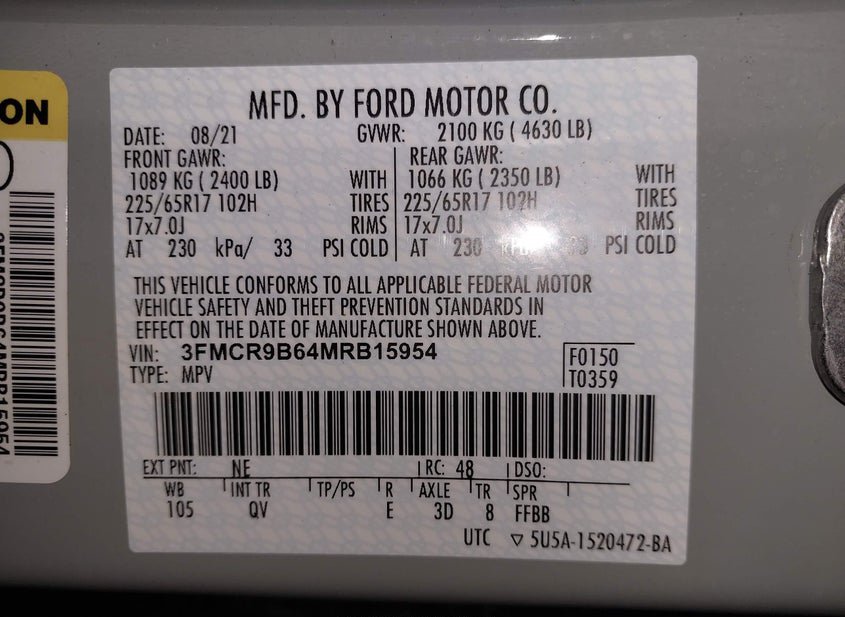 ON
MFD. BY FORD MOTOR CO.
DATE: 08/21 GVWR: 2100 KG ( 4630 LB)
FRONT GAWR: REAR GAWR:
1089 KG ( 2400 LB) WITH 1066 KG ( 2350 LB) WITH
225/65R17 102H TIRES 225/65R17 102H TIRES
17x7.0J RIMS 17x7.0J RIMS
AT 230 kPa/ 33 PSI COLD AT 230 PSI COLD
THIS VEHICLE CONFORMS TO ALL APPLICABLE FEDERAL MOTOR
VEHICLE SAFETY AND THEFT PREVENTION STANDARDS IN
EFFECT ON THE DATE OF MANUFACTURE SHOWN ABOVE.
VIN: 3FMCR9B64MRB15954
F0150
TYPE: MPV
T0359
EXT PNT: NE RC: 48 DSO:
WB INT TR TP/PS R AXLE TR SPR
105 QV E 3D 8 FFBB
UTC ▽ 5U5A-1520472-BA